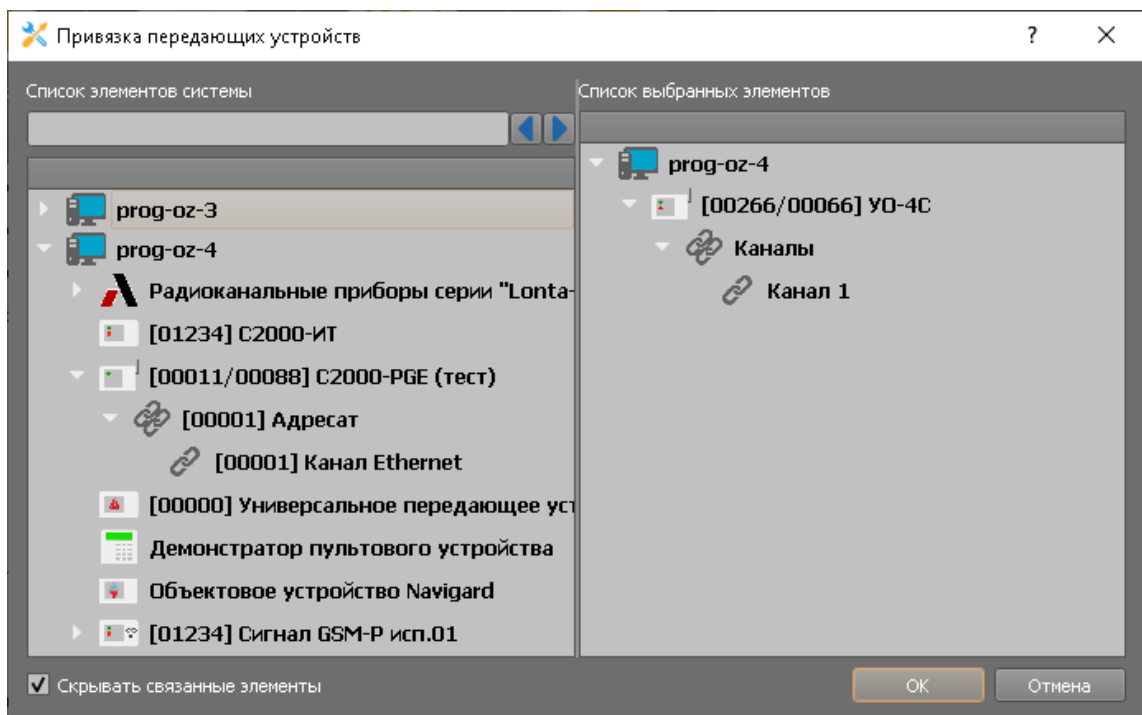 Привязка передающих устройств
?
Список элементов системы
Список выбранных элементов
prog-oz-3
prog-oz-4
Радиоканальные приборы серии "Lonta-
[01234] С2000-ИТ
[00011/00088] С2000-PGE (тест)
[00001] Адресат
[00001] Канал Ethernet
[00000] Универсальное передающее уст
Демонстратор пультового устройства
Объектовое устройство Navigard
[01234] Сигнал GSM-Р исп.01
prog-oz-4
[00266/00066] УО-4С
Каналы
Канал 1
Скрывать связанные элементы
OK
Отмена